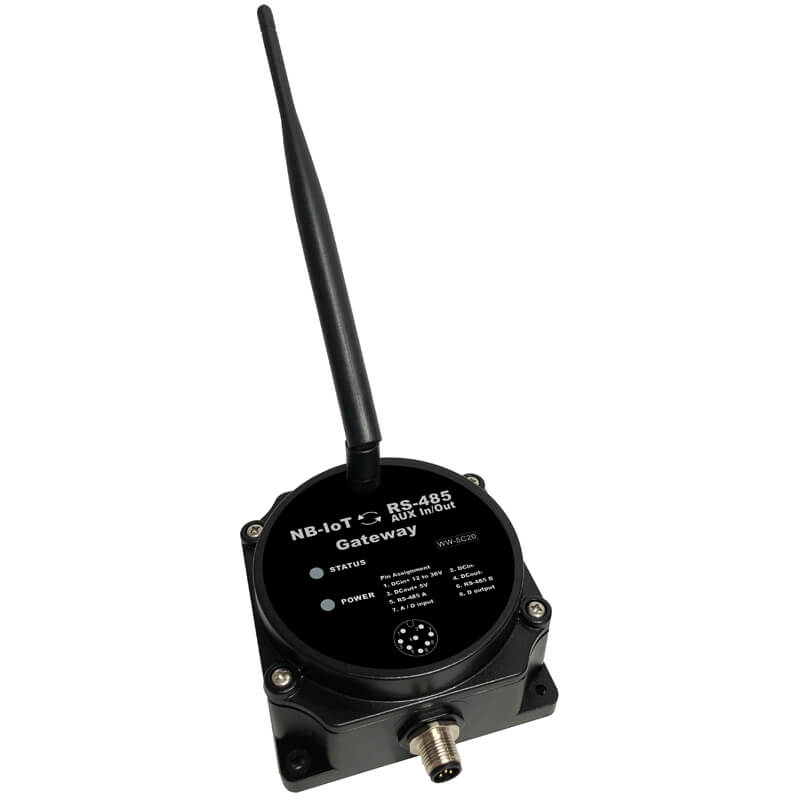 NB-IoT RS-485
AUX In/Out
Gateway
WW-5C20
STATUS
POWER
Pin Assignment
1. DCin+ 12 to 36V 2. DCin-
3. DCout+ 5V 4. DCout-
5. RS-485 A 6. RS-485 B
7. A / D input 8. D output